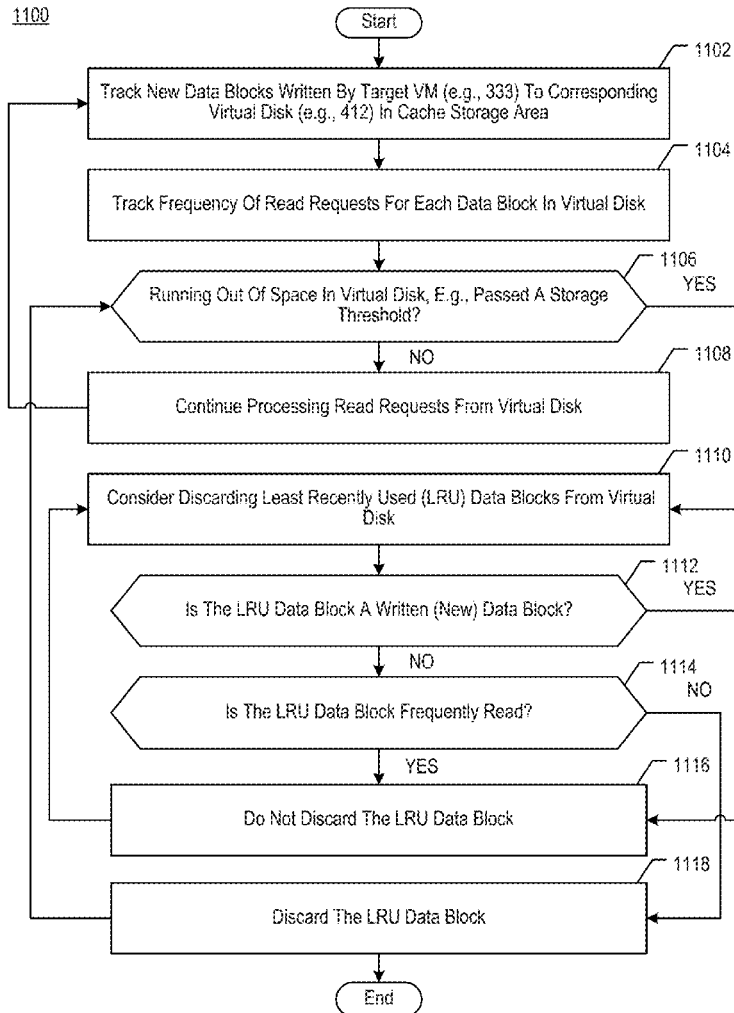 1100
Start
1102
Track New Data Blocks Written By Target VM (e.g., 333) To Corresponding
Virtual Disk (e.g., 412) In Cache Storage Area
1104
Track Frequency Of Read Requests For Each Data Block In Virtual Disk
1106
Running Out Of Space In Virtual Disk, E.g., Passed A Storage
Threshold?
YES
NO
1108
Continue Processing Read Requests From Virtual Disk
1110
Consider Discarding Least Recently Used (LRU) Data Blocks From Virtual
Disk
1112
Is The LRU Data Block A Written (New) Data Block?
YES
NO
1114
Is The LRU Data Block Frequently Read?
NO
YES
1116
Do Not Discard The LRU Data Block
1118
Discard The LRU Data Block
End